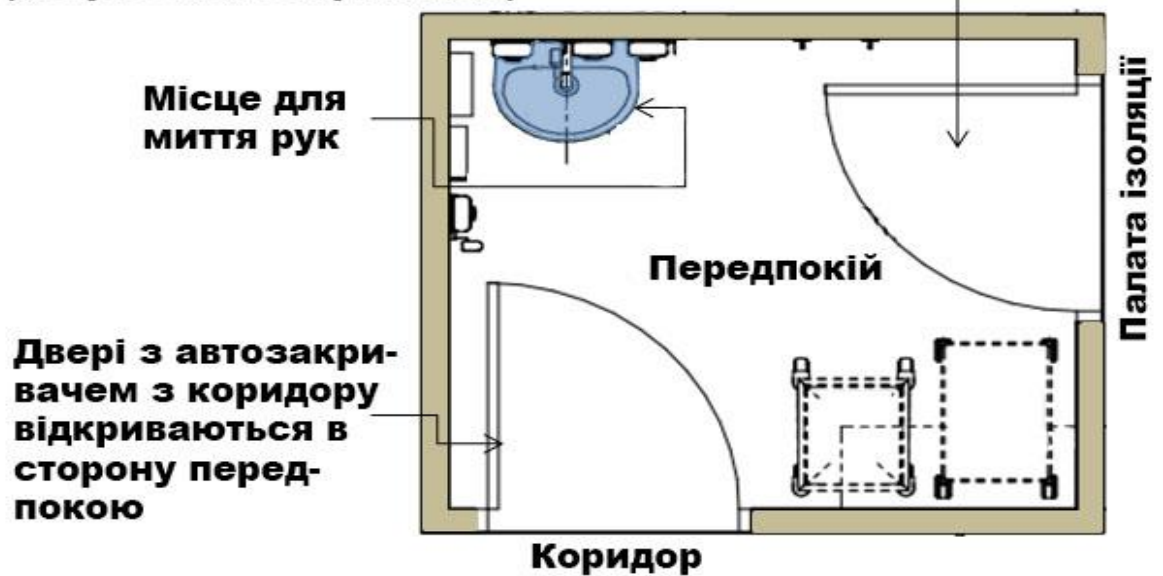 Місце для
миття рук
Палата ізоляції
Передпокій
Двері з автозакри-
вачем з коридору
відкриваються в
сторону перед-
покою
Коридор